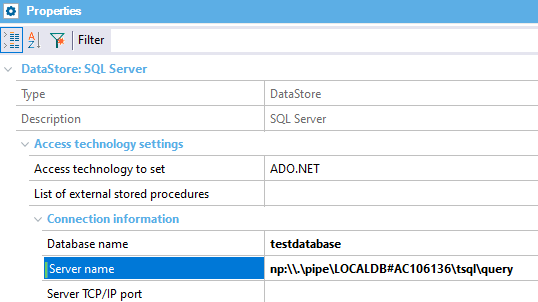 Properties
Filter
DataStore: SQL Server
Type DataStore
Description SQL Server
Access technology settings
Access technology to set ADO.NET
List of external stored procedures
Connection information
Database name testdatabase
Server name np:\\.\pipe\LOCALDB#AC106136\tsql\query
Server TCP/IP port